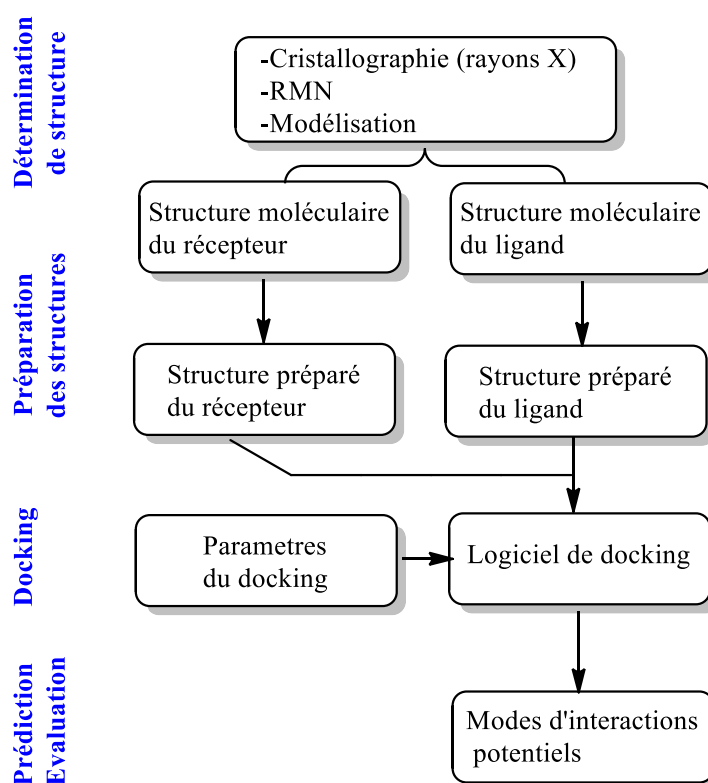 Détermination
de structure
-Cristallographie (rayons X)
-RMN
-Modélisation
Structure moléculaire
du récepteur
Structure moléculaire
du ligand
Préparation
des structures
Structure préparé
du récepteur
Structure préparé
du ligand
Docking
Parametres
du docking
Logiciel de docking
Prédiction
Evaluation
Modes d'interactions
potentiels